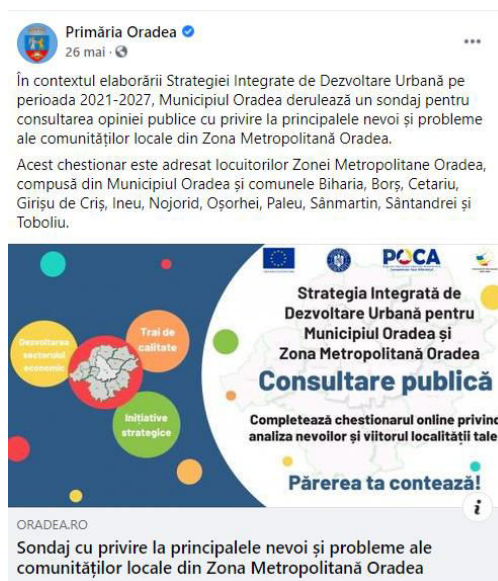 Primăria Oradea
26 mai ·
În contextul elaborării Strategiei Integrate de Dezvoltare Urbană pe
perioada 2021-2027, Municipiul Oradea derulează un sondaj pentru
consultarea opiniei publice cu privire la principalele nevoi și probleme
ale comunităților locale din Zona Metropolitană Oradea.
Acest chestionar este adresat locuitorilor Zonei Metropolitane Oradea,
compusă din Municipiul Oradea și comunele Biharia, Borș, Cetariu,
Girișu de Criș, Ineu, Nojorid, Oșorhei, Paleu, Sânmartin, Sântandrei și
Toboliu.
POCA
Strategia Integrată de
Dezvoltare Urbană pentru
Municipiul Oradea și
Zona Metropolitană Oradea
Consultare publică
Completează chestionarul online privind
analiza nevoilor și viitorul localității tale
Părerea ta contează!
Dezvoltarea
sectorului
economic
Trai de
calitate
Inițiative
strategice
ORADEA.RO
Sondaj cu privire la principalele nevoi și probleme ale
comunităților locale din Zona Metropolitană Oradea